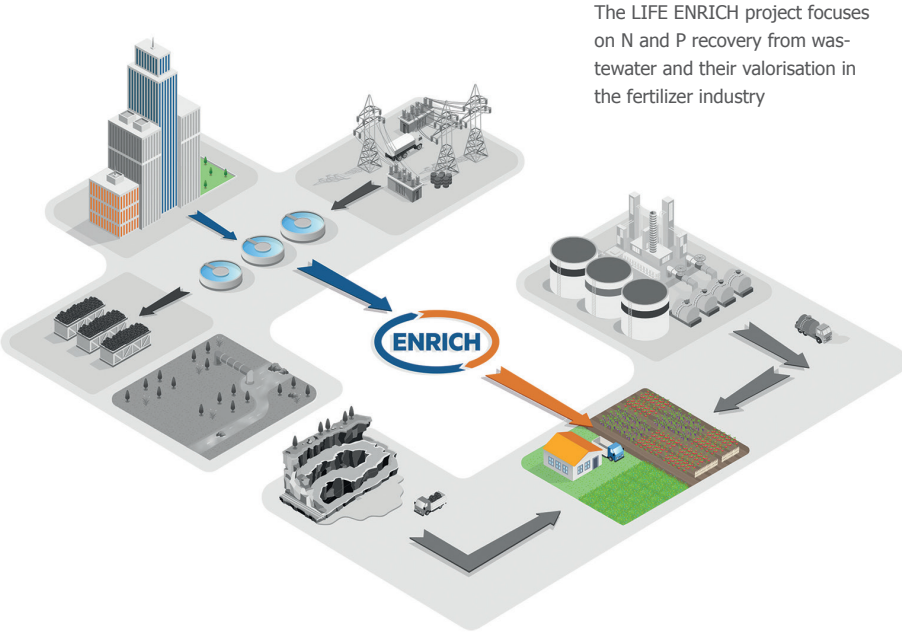 The LIFE ENRICH project focuses
on N and P recovery from was-
tewater and their valorisation in
the fertilizer industry
ENRICH